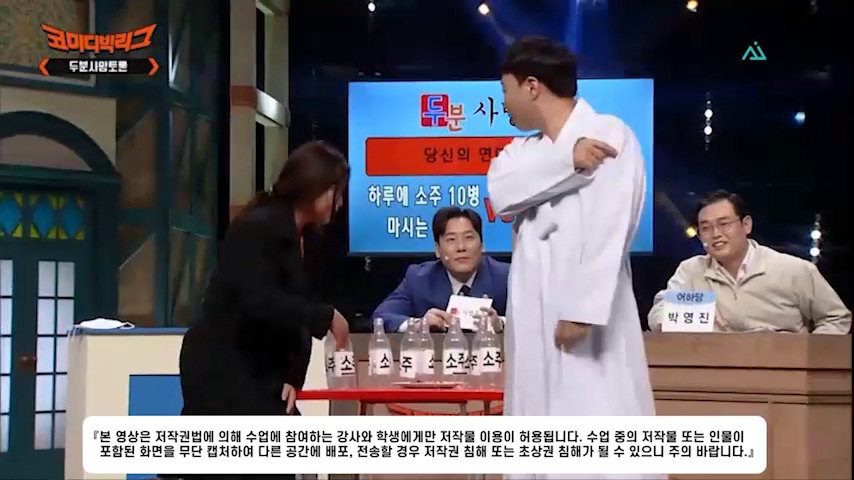 코미디빅리그
두분사망토론
두분 사
당신의 연
하루에 소주 10병
마시는
VS
어하당
박영진
소주
소
소
소주
『본 영상은 저작권법에 의해 수업에 참여하는 강사와 학생에게만 저작물 이용이 허용됩니다. 수업 중의 저작물 또는 인물이
포함된 화면을 무단 캡처하여 다른 공간에 배포, 전송할 경우 저작권 침해 또는 초상권 침해가 될 수 있으니 주의 바랍니다.』